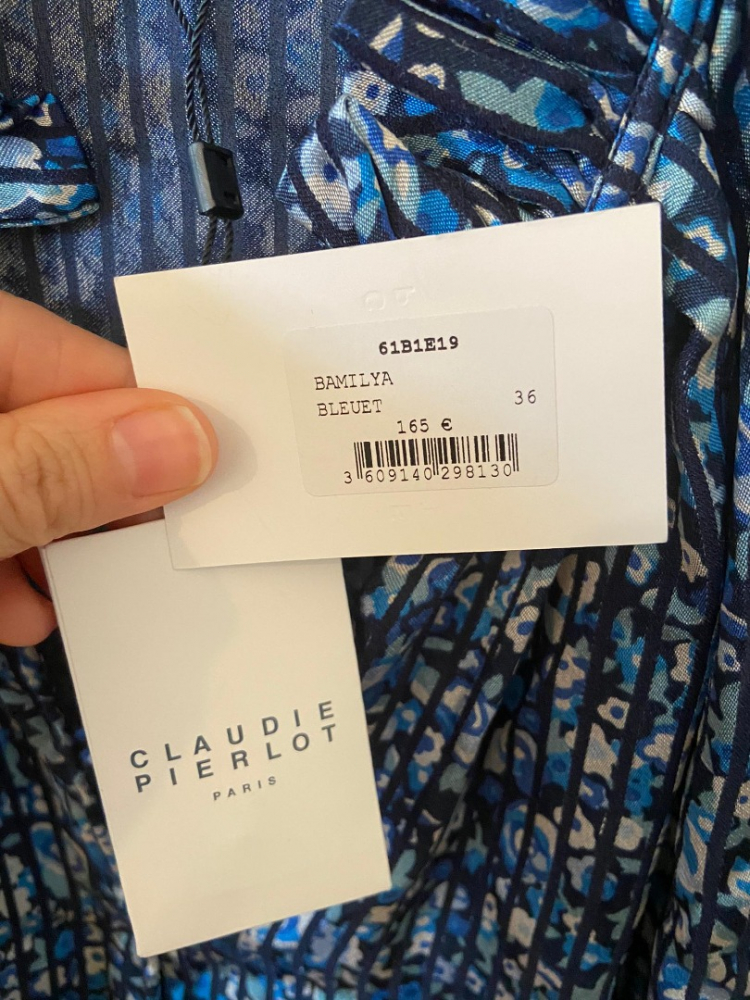 61B1E19
BAMILYA
BLEUET 36
165 €
3 609140 298130
CLAUDIE
PIERLOT
PARIS